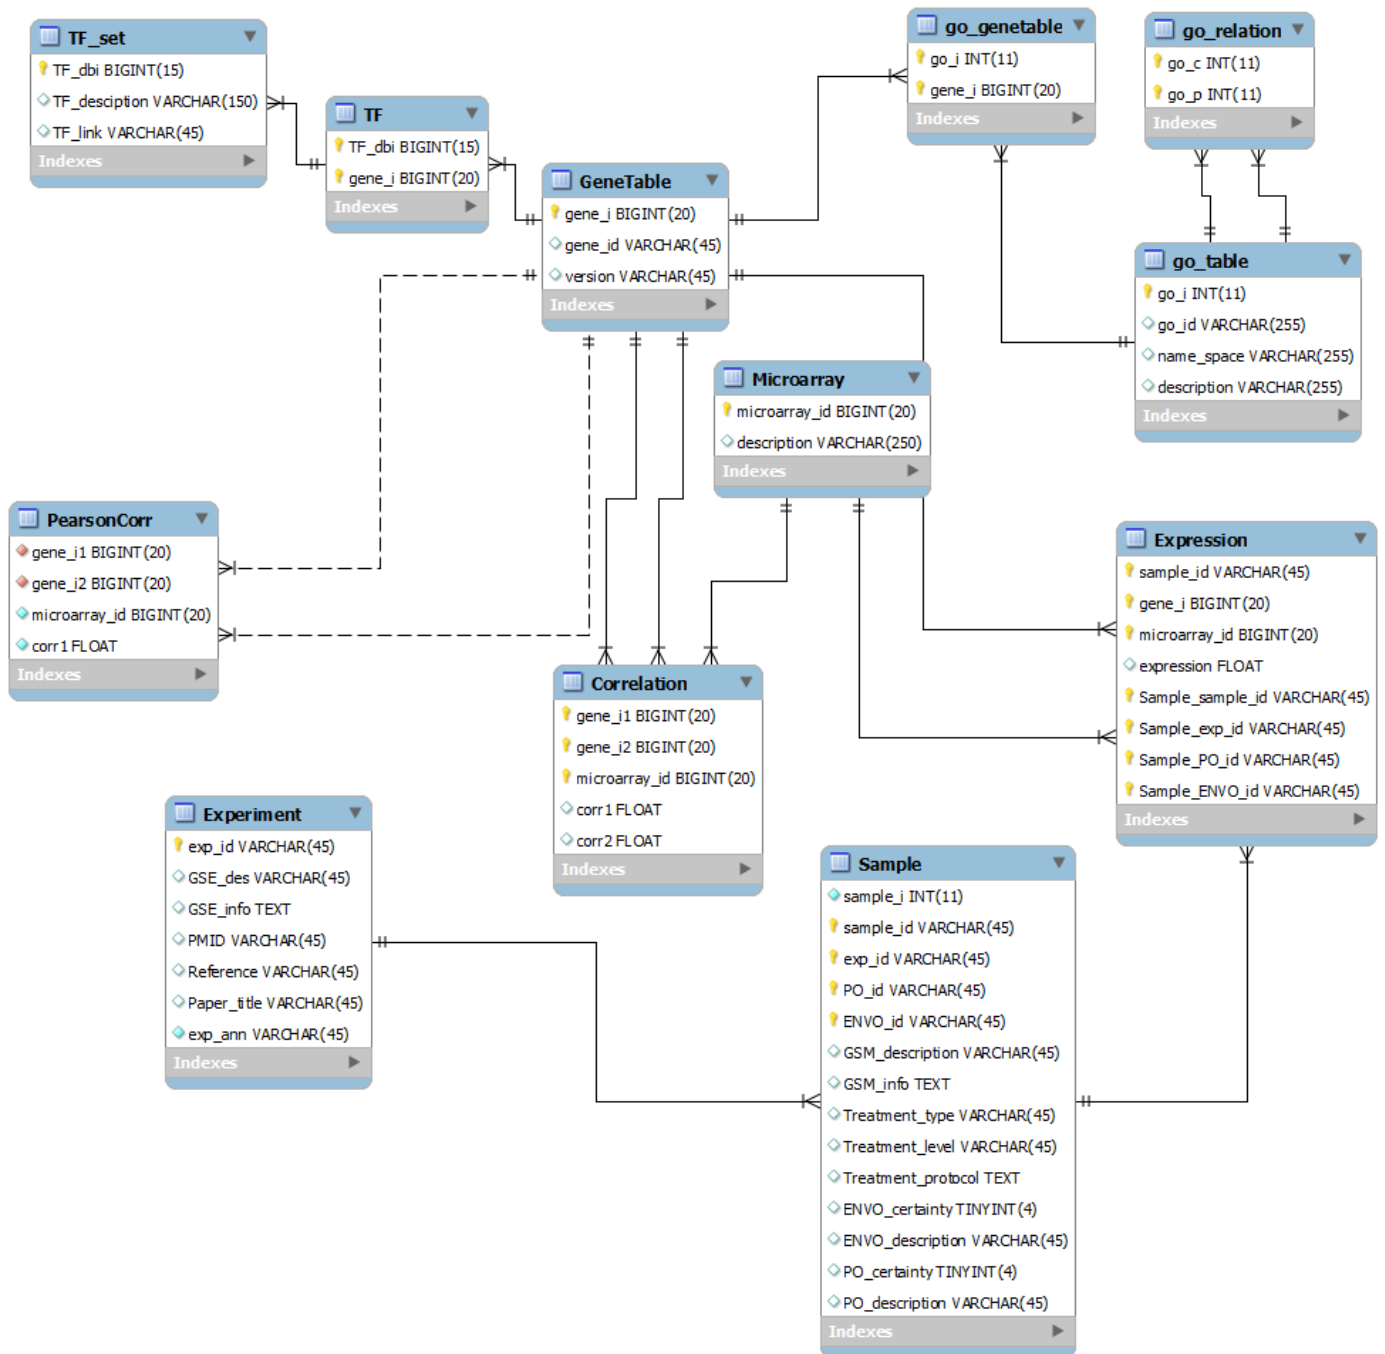 TF_set
TF_dbi BIGINT(15)
TF_desciption VARCHAR(150)
TF_link VARCHAR(45)
Indexes
TF
TF_dbi BIGINT(15)
gene_i BIGINT(20)
Indexes
GeneTable
gene_i BIGINT(20)
gene_id VARCHAR(45)
version VARCHAR(45)
Indexes
go_genetable
go_i INT(11)
gene_i BIGINT(20)
Indexes
go_relation
go_c INT(11)
go_p INT(11)
Indexes
go_table
go_i INT(11)
go_id VARCHAR(255)
name_space VARCHAR(255)
description VARCHAR(255)
Indexes
Microarray
microarray_id BIGINT(20)
description VARCHAR(250)
Indexes
PearsonCorr
gene_i1 BIGINT(20)
gene_i2 BIGINT(20)
microarray_id BIGINT(20)
corr1 FLOAT
Indexes
Expression
sample_id VARCHAR(45)
gene_i BIGINT(20)
microarray_id BIGINT(20)
expression FLOAT
Sample_sample_id VARCHAR(45)
Sample_exp_id VARCHAR(45)
Sample_PO_id VARCHAR(45)
Sample_ENVO_id VARCHAR(45)
Indexes
Correlation
gene_i1 BIGINT(20)
gene_i2 BIGINT(20)
microarray_id BIGINT(20)
corr1 FLOAT
corr2 FLOAT
Indexes
Experiment
exp_id VARCHAR(45)
GSE_des VARCHAR(45)
GSE_info TEXT
PMID VARCHAR(45)
Reference VARCHAR(45)
Paper_title VARCHAR(45)
exp_ann VARCHAR(45)
Indexes
Sample
sample_i INT(11)
sample_id VARCHAR(45)
exp_id VARCHAR(45)
PO_id VARCHAR(45)
ENVO_id VARCHAR(45)
GSM_description VARCHAR(45)
GSM_info TEXT
Treatment_type VARCHAR(45)
Treatment_level VARCHAR(45)
Treatment_protocol TEXT
ENVO_certainty TINYINT(4)
ENVO_description VARCHAR(45)
PO_certainty TINYINT(4)
PO_description VARCHAR(45)
Indexes